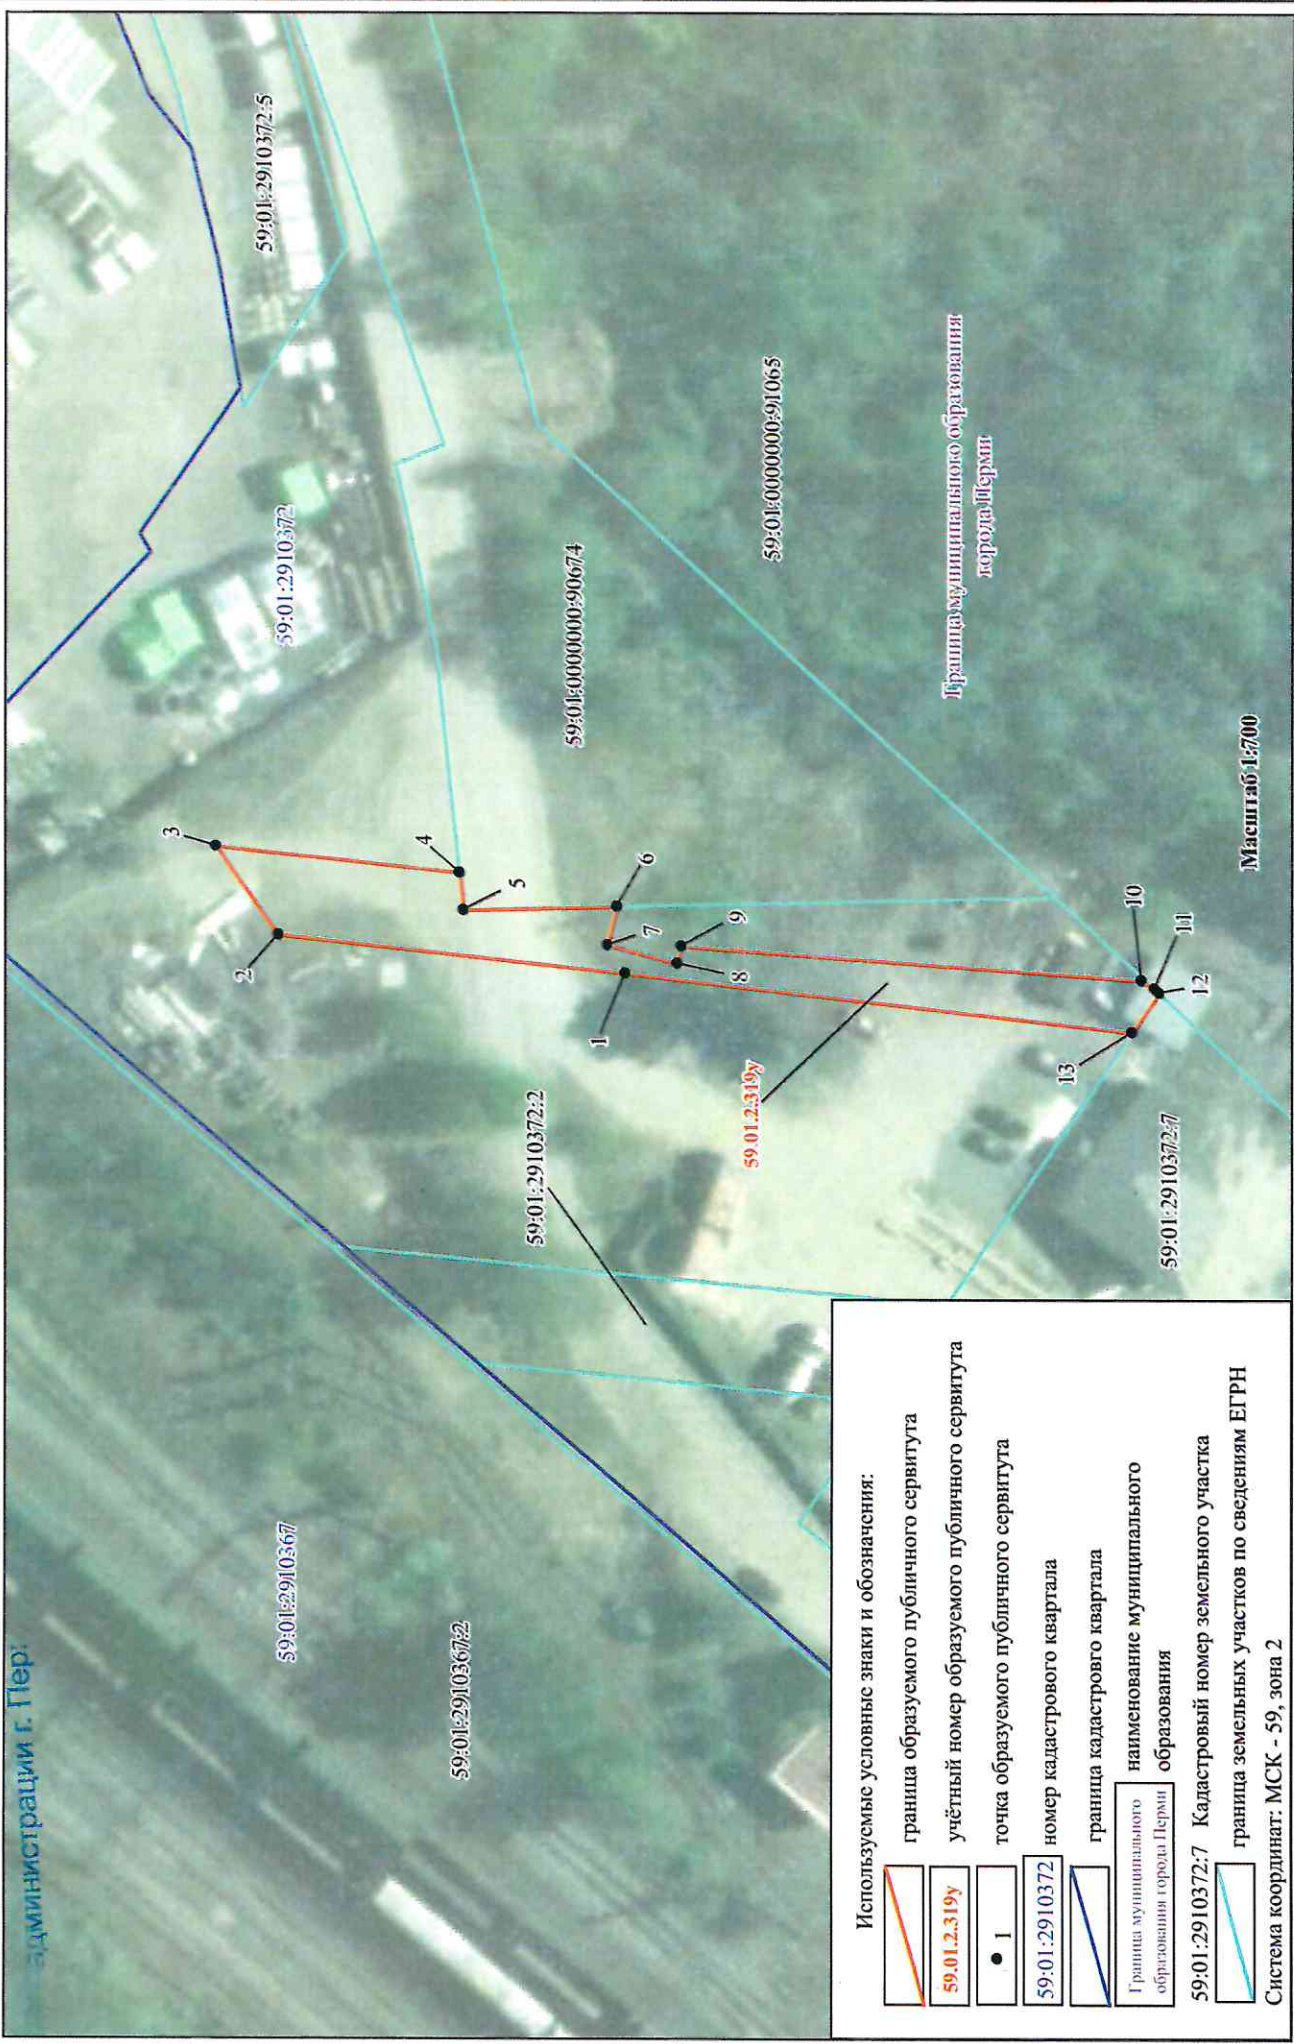 администрации г. Пер
59:01:2910367
59:01:2910367:2
59:01:2910372:5
59:01:2910372
59:01:0000000:90674
59:01:0000000:91065
Граница муниципального образования
города Перми
59:01:2910372:2
59.01.2.319у
59:01:2910372:7
1
2
3
4
5
6
7
8
9
10
11
12
13
Масштаб 1:700
Используемые условные знаки и обозначения:
граница образуемого публичного сервитута
59.01.2.319у учётный номер образуемого публичного сервитута
1 точка образуемого публичного сервитута
59:01:2910372 номер кадастрового квартала
граница кадастрвго квартала
Граница муниципального
образования города Перми
наименование муниципального
образования
59:01:2910372:7 Кадастровый номер земельного участка
граница земельных участков по сведениям ЕГРН
Система координат: МСК - 59, зона 2